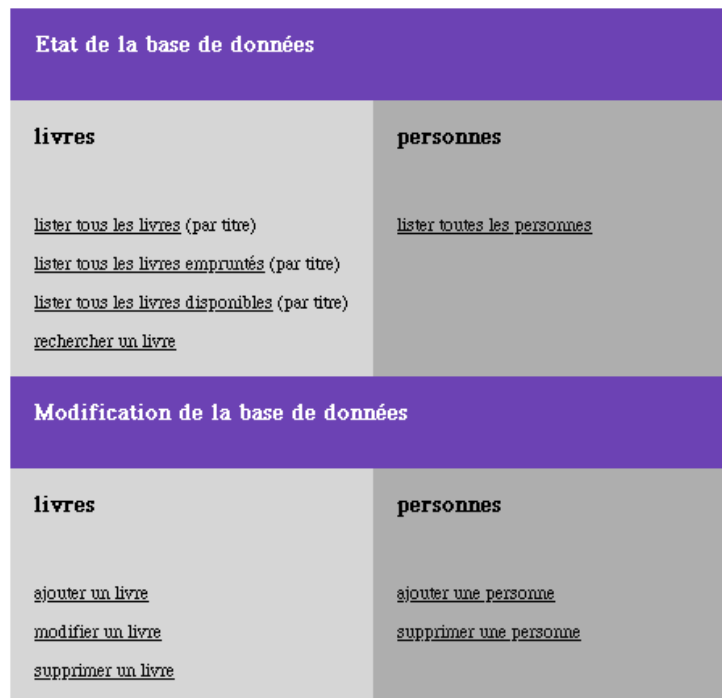 Etat de la base de données
livres
lister tous les livres (par titre)
lister tous les livres empruntés (par titre)
lister tous les livres disponibles (par titre)
rechercher un livre
personnes
lister toutes les personnes
Modification de la base de données
livres
ajouter un livre
modifier un livre
supprimer un livre
personnes
ajouter une personne
supprimer une personne